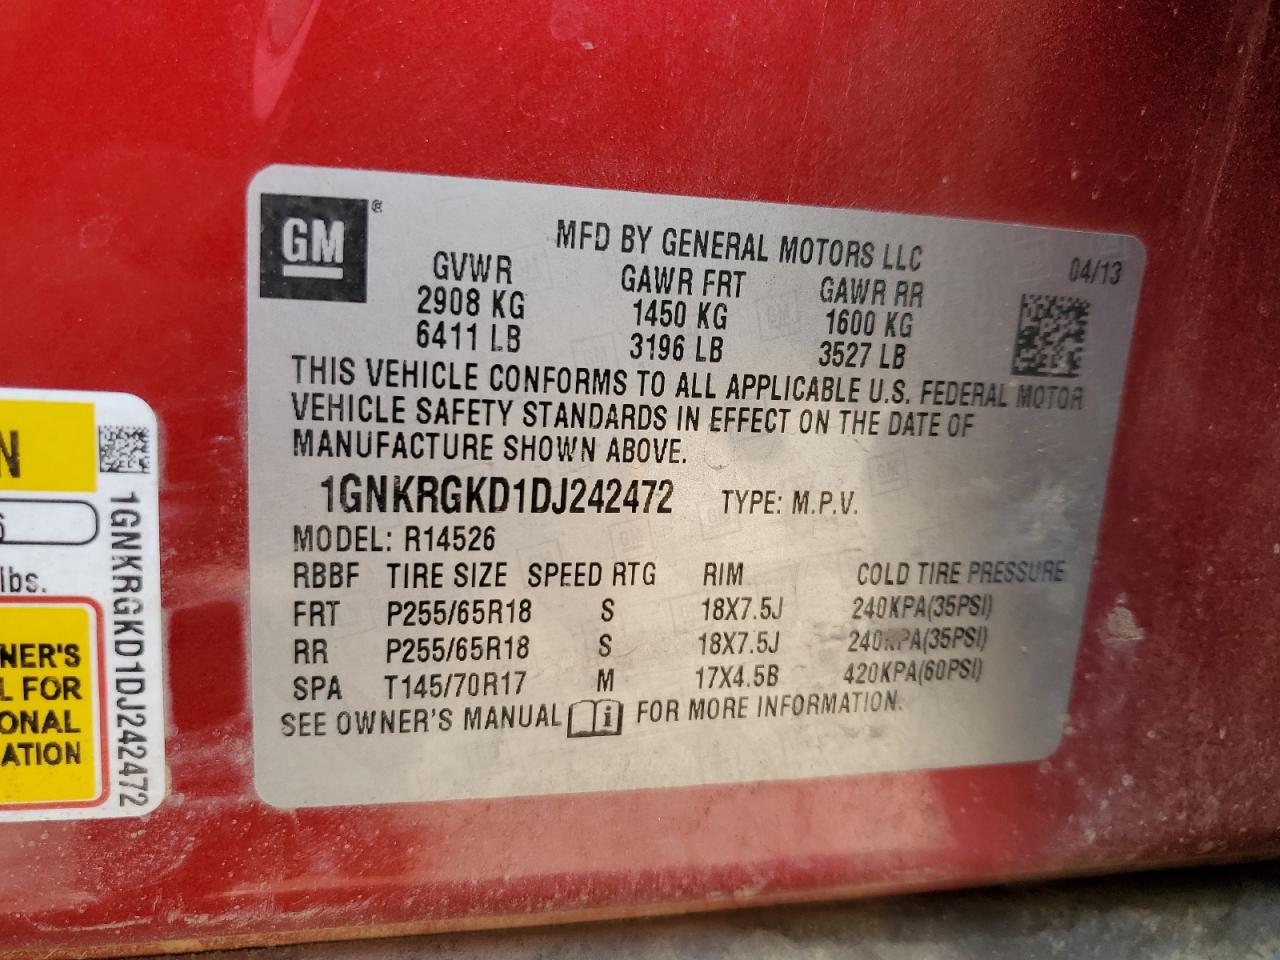 GM®
MFD BY GENERAL MOTORS LLC
04/13
GVWR GAWR FRT GAWR RR
2908 KG 1450 KG 1600 KG
6411 LB 3196 LB 3527 LB
THIS VEHICLE CONFORMS TO ALL APPLICABLE U.S. FEDERAL MOTOR
VEHICLE SAFETY STANDARDS IN EFFECT ON THE DATE OF
MANUFACTURE SHOWN ABOVE.
1GNKRGKD1DJ242472 TYPE: M.P.V.
MODEL: R14526
RBBF TIRE SIZE SPEED RTG RIM COLD TIRE PRESSURE
FRT P255/65R18 S 18X7.5J 240KPA(35PSI)
RR P255/65R18 S 18X7.5J 240KPA(35PSI)
SPA T145/70R17 M 17X4.5B 420KPA(60PSI)
SEE OWNER'S MANUAL i FOR MORE INFORMATION.
N
lbs.
NER'S
L FOR
ONAL
ATION
1GNKRGKD1DJ242472